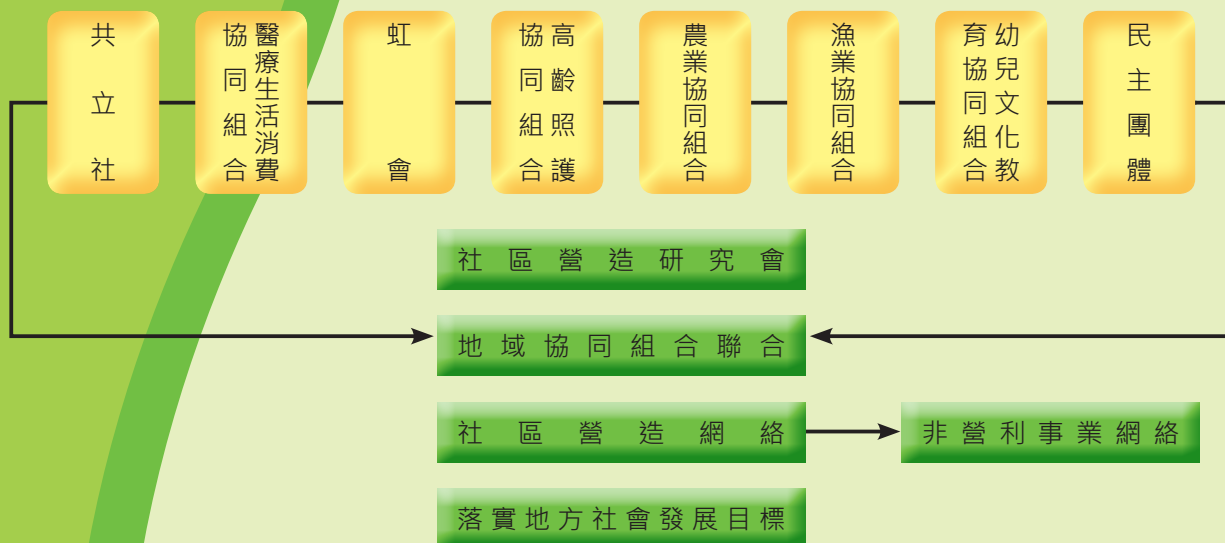 共立社
醫療生活消費
協同組合
虹會
高齡照護
協同組合
農業協同組合
漁業協同組合
幼兒文化教
育協同組合
民主團體
社區營造研究會
地域協同組合聯合
社區營造網絡
非營利事業網絡
落實地方社會發展目標